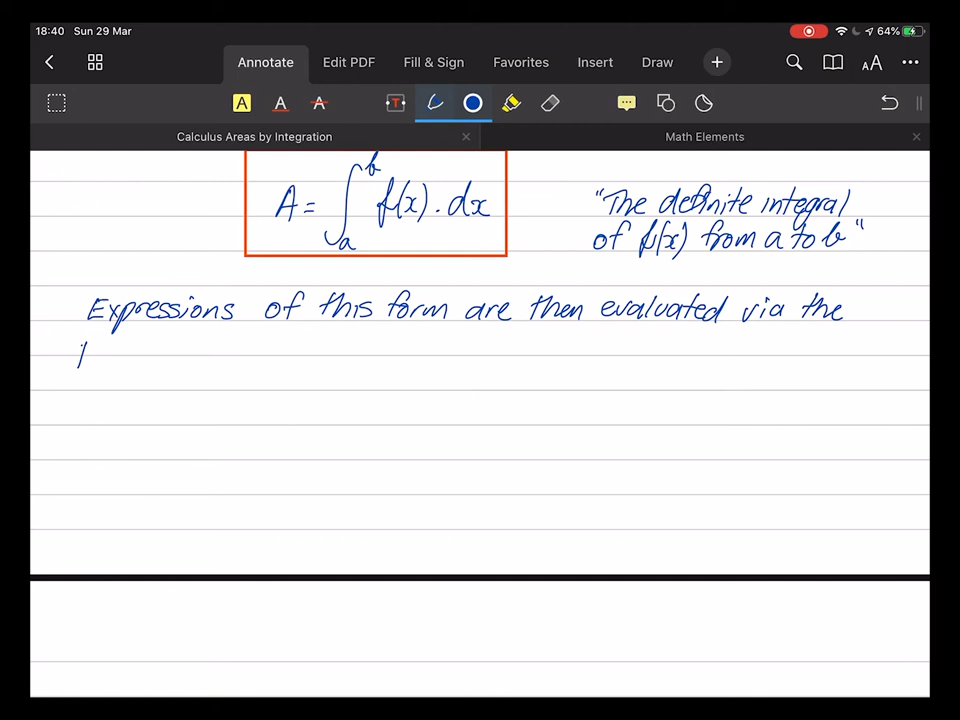 18:40 Sun 29 Mar 64%
Annotate Edit PDF Fill & Sign Favorites Insert Term Draw
Calculus Areas by Integration Math Elements
A = ∫ₐᵇ f(x) . dx
"The definite integral
of f(x) from a to b"
Expressions of this form are then evaluated via the